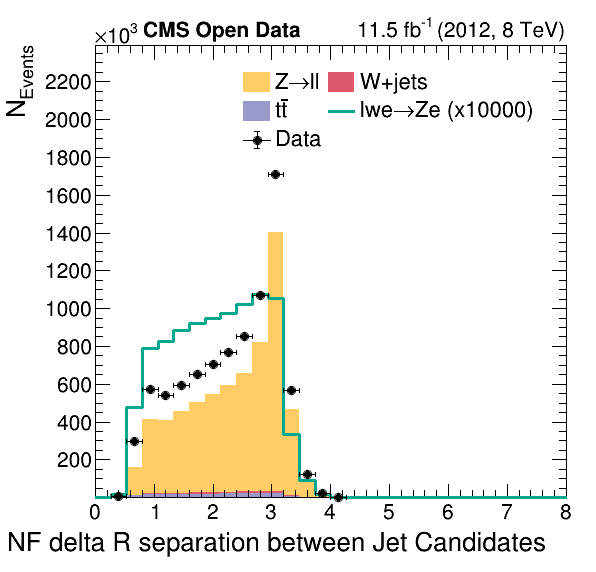 ×10³ CMS Open Data 11.5 fb⁻¹ (2012, 8 TeV)
N_Events
Z→ll W+jets
tt̄ lwe→Ze (x10000)
Data
2200
2000
1800
1600
1400
1200
1000
800
600
400
200
0 1 2 3 4 5 6 7 8
NF delta R separation between Jet Candidates